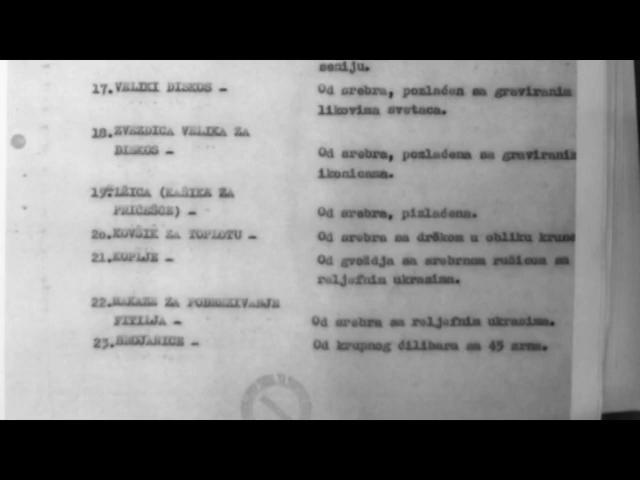 seniju.
17. VELIKI DISKOS - Od srebra, pozlaćen sa graviranim
likovima svetaca.
18. ZVEZDICA VELIKA ZA
DISKOS - Od srebra, pozlaćena sa graviranim
ikonicama.
19. LŽICA (KAŠIKA ZA
PRIČEŠĆE) - Od srebra, pizlaćena.
20. KOVŠIK ZA TOPLOTU - Od srebra sa drškom u obliku krune
21. KOPLJE - Od gvoždja sa srebrnom ručicom sa
reljefnim ukrasima.
22. MAKAZE ZA PODREZIVANJE
FITILJA - Od srebra sa reljefnim ukrasima.
23. BROJANICE - Od krupnog ćilibara sa 45 zrna.